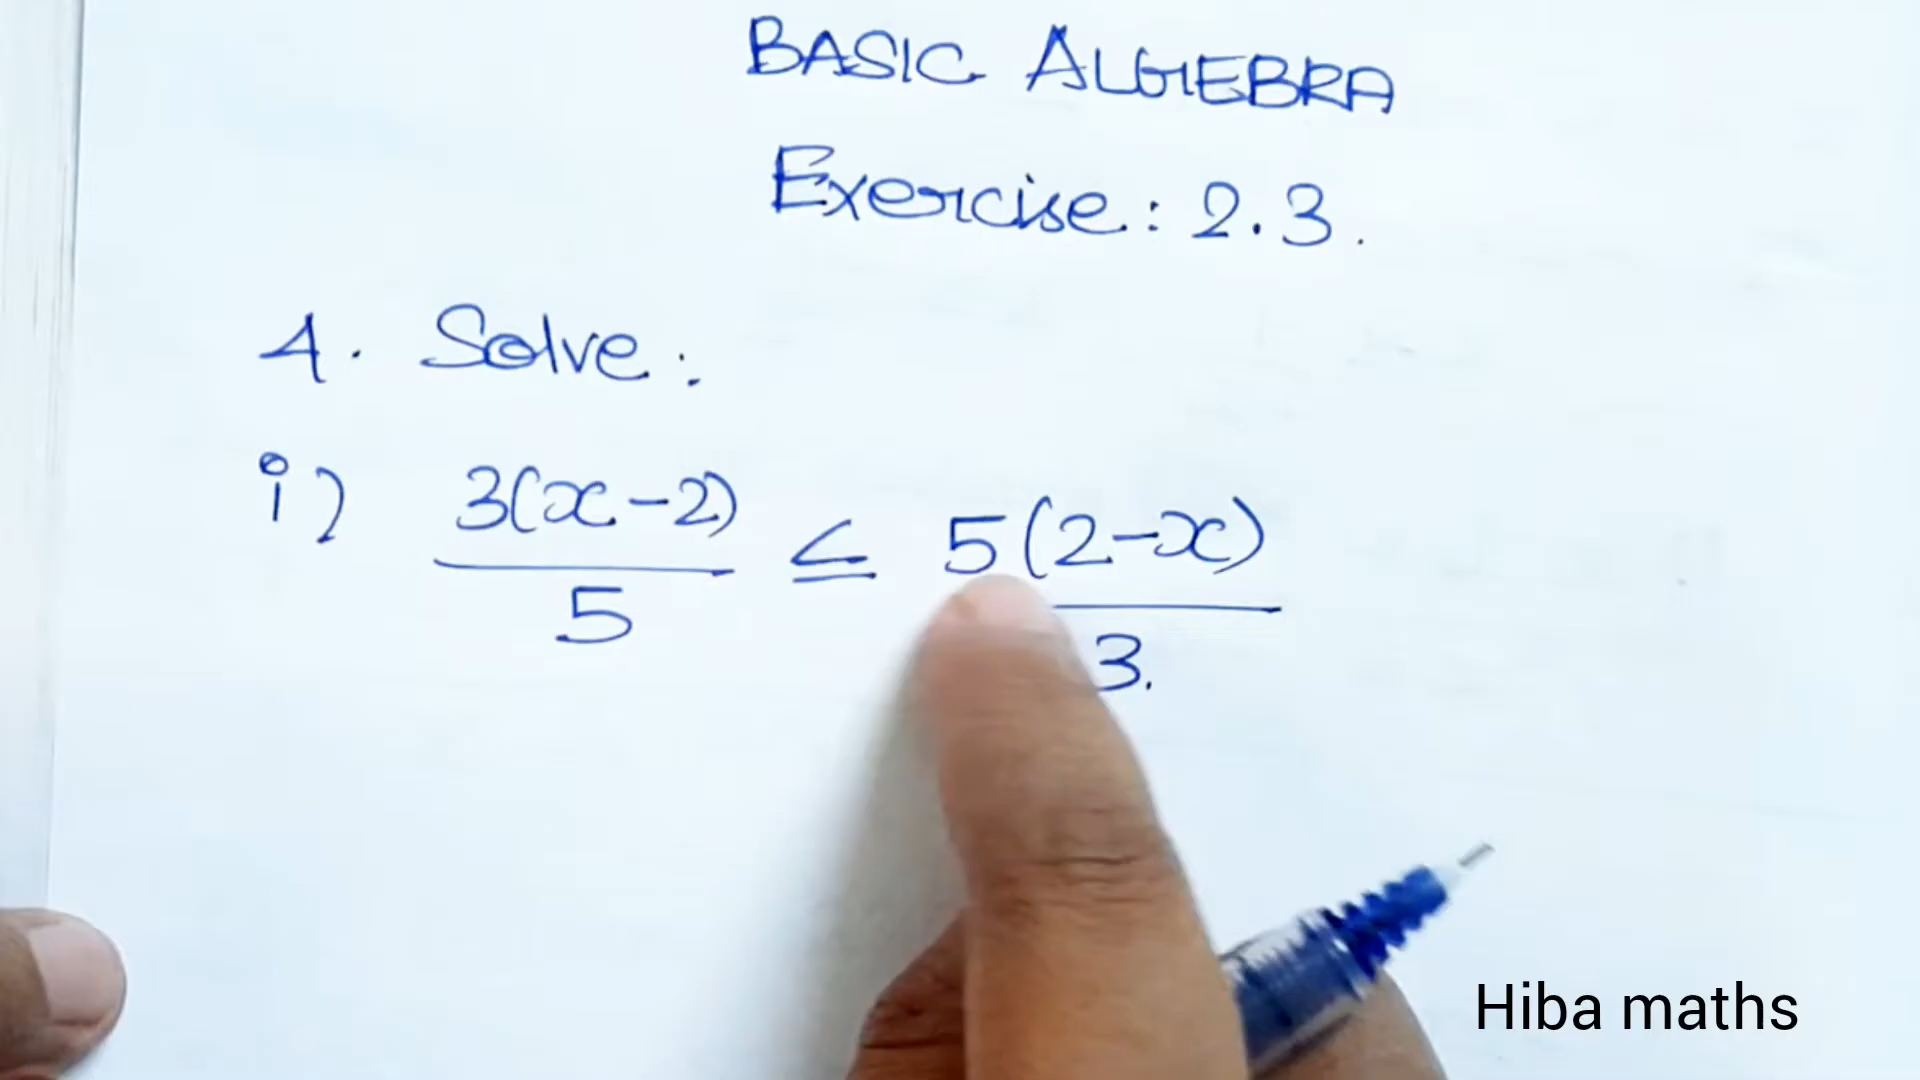 BASIC ALGEBRA
Exercise: 2.3.
4. Solve:
i) 3(x-2)/5 ≤ 5(2-x)/3.
Hiba maths